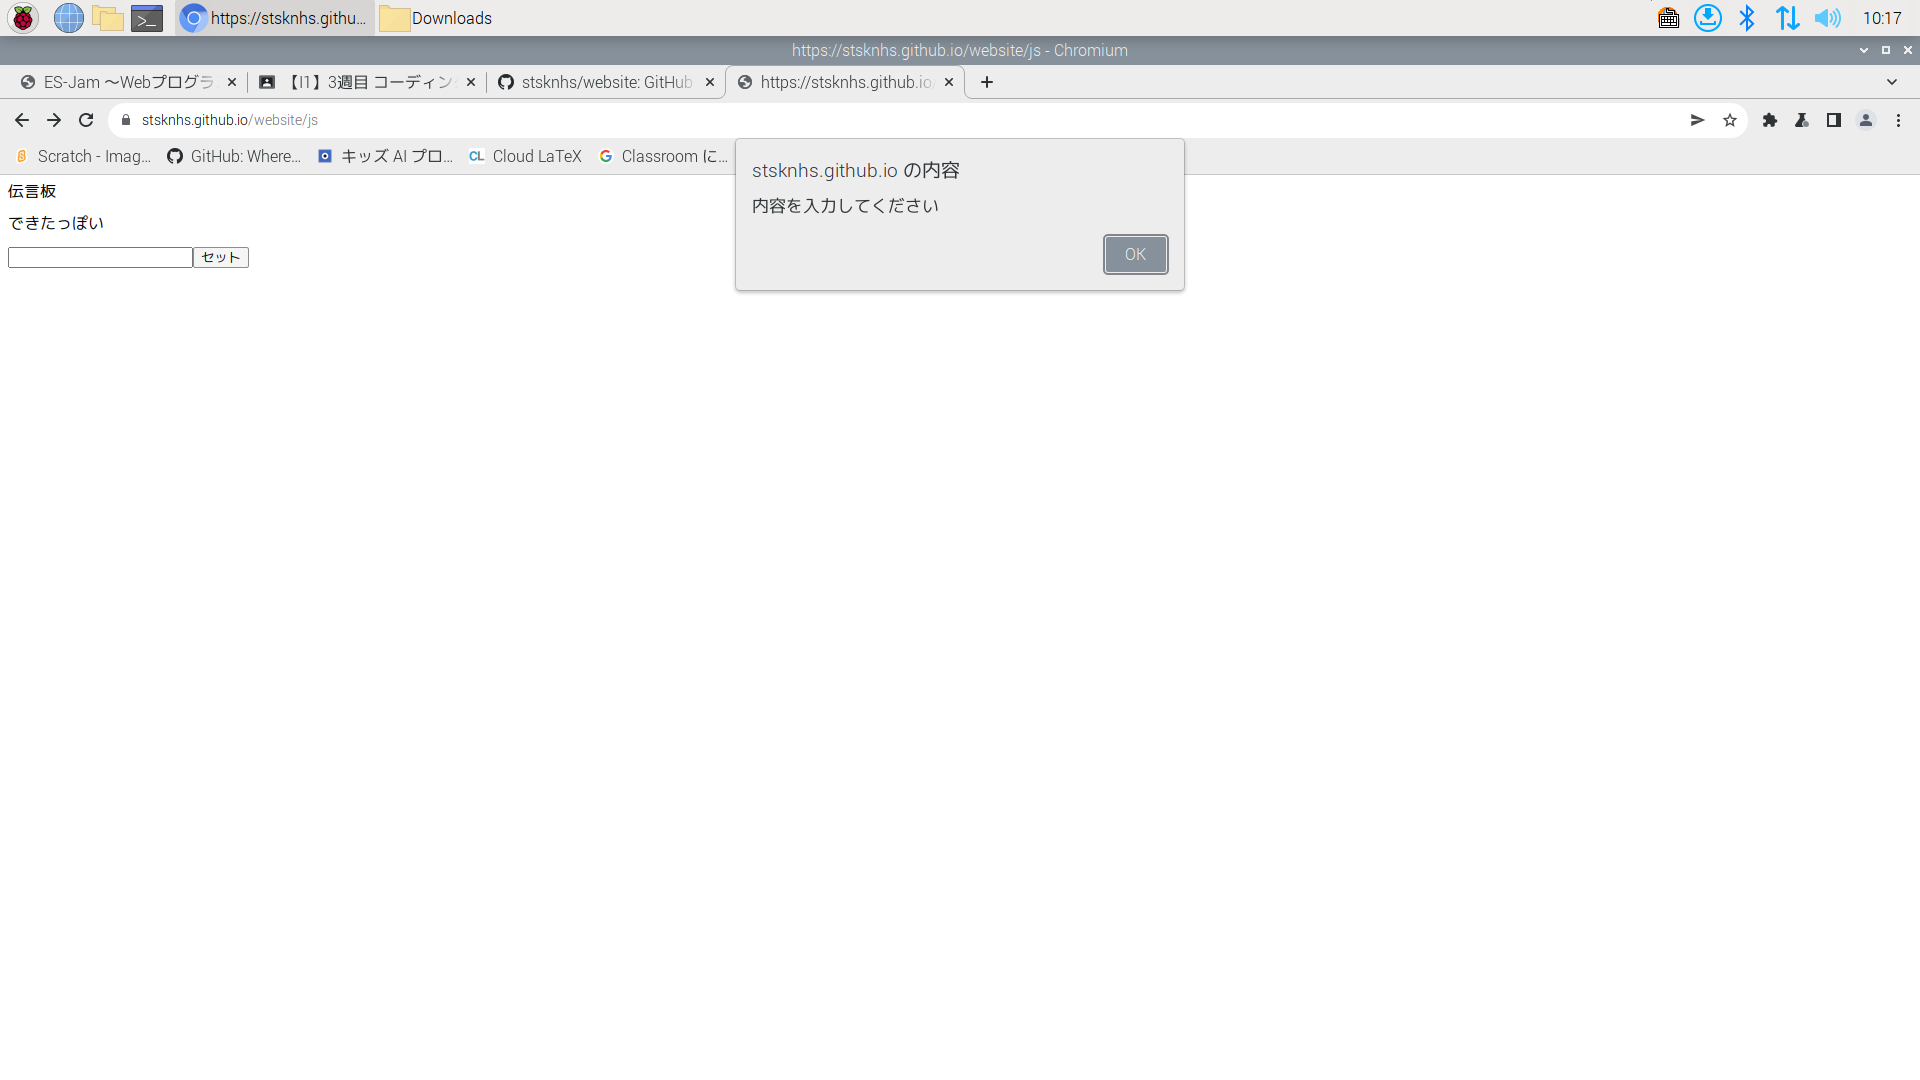 https://stsknhs.githu...
Downloads
10:17
https://stsknhs.github.io/website/js - Chromium
ES-Jam ～Webプログラ
【I1】3週目 コーディン
stsknhs/website: GitHub
https://stsknhs.github.io/
stsknhs.github.io/website/js
Scratch - Imag...
GitHub: Where...
キッズ AI プロ...
CL Cloud LaTeX
G Classroom に...
stsknhs.github.io の内容
内容を入力してください
OK
伝言板
できたっぽい
セット